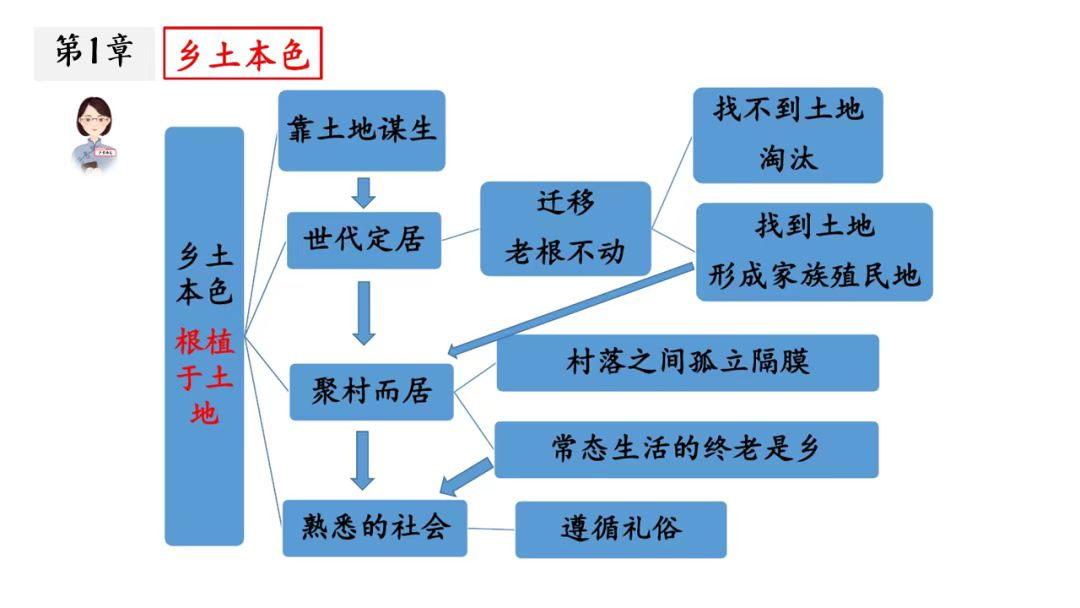 第1章
乡土本色
乡土
本色
根植
于土
地
靠土地谋生
世代定居
迁移
老根不动
找不到土地
淘汰
找到土地
形成家族殖民地
聚村而居
村落之间孤立隔膜
常态生活的终老是乡
熟悉的社会
遵循礼俗